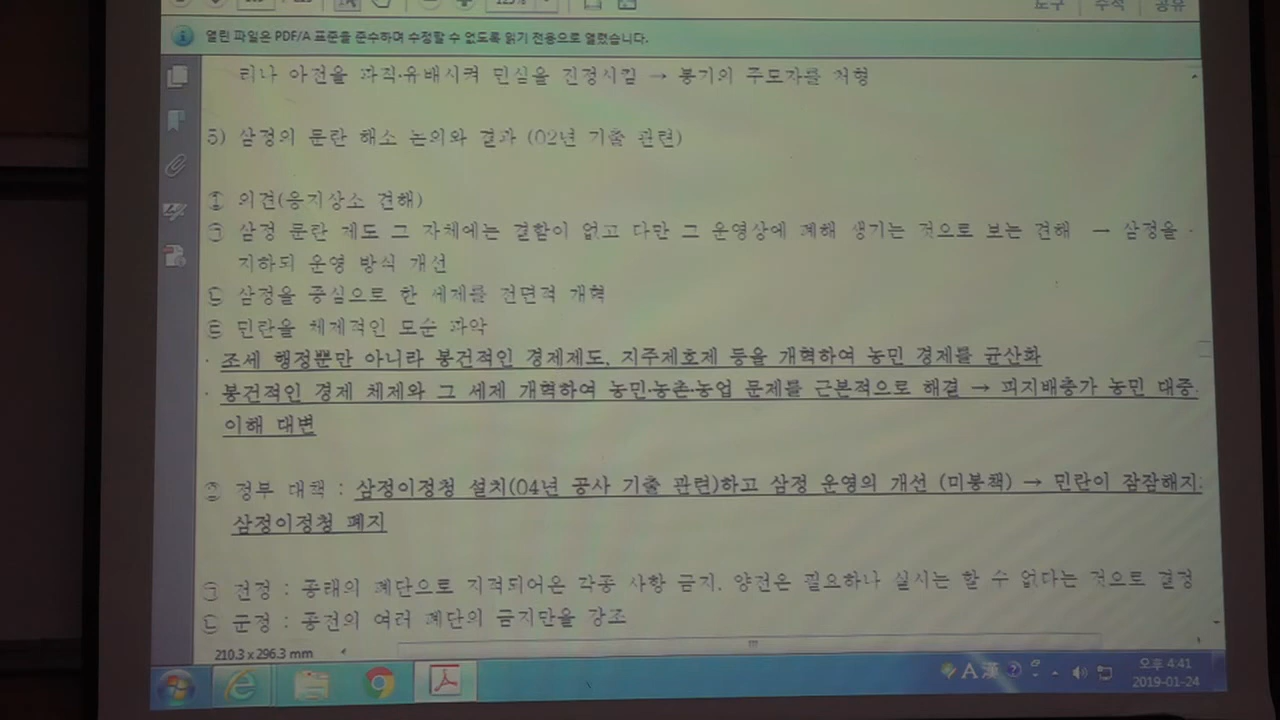 도구 주석 공유
열린 파일은 PDF/A 표준을 준수하며 수정할 수 없도록 읽기 전용으로 열렸습니다.
리나 아전을 파직·유배시켜 민심을 진정시킴 → 봉기의 주모자를 처형
5) 삼정의 문란 해소 논의와 결과 (02년 기출 관련)
① 의견(응지상소 견해)
㉠ 삼정 문란 제도 그 자체에는 결함이 없고 다만 그 운영상에 폐해 생기는 것으로 보는 견해 → 삼정을
지하되 운영 방식 개선
㉡ 삼정을 중심으로 한 세제를 전면적 개혁
㉢ 민란을 체제적인 모순 파악
· 조세 행정뿐만 아니라 봉건적인 경제제도, 지주제호제 등을 개혁하여 농민 경제를 균산화
· 봉건적인 경제 체제와 그 세제 개혁하여 농민·농촌·농업 문제를 근본적으로 해결 → 피지배층가 농민 대중
이해 대변
② 정부 대책 : 삼정이정청 설치(04년 공사 기출 관련)하고 삼정 운영의 개선 (미봉책) → 민란이 잠잠해지
삼정이정청 폐지
㉠ 전정 : 종래의 폐단으로 지적되어온 각종 사항 금지. 양전은 필요하나 실시는 할 수 없다는 것으로 결정
㉡ 군정 : 종전의 여러 폐단의 금지만을 강조
210.3 x 296.3 mm
A 漢
오후 4:41
2019-01-24